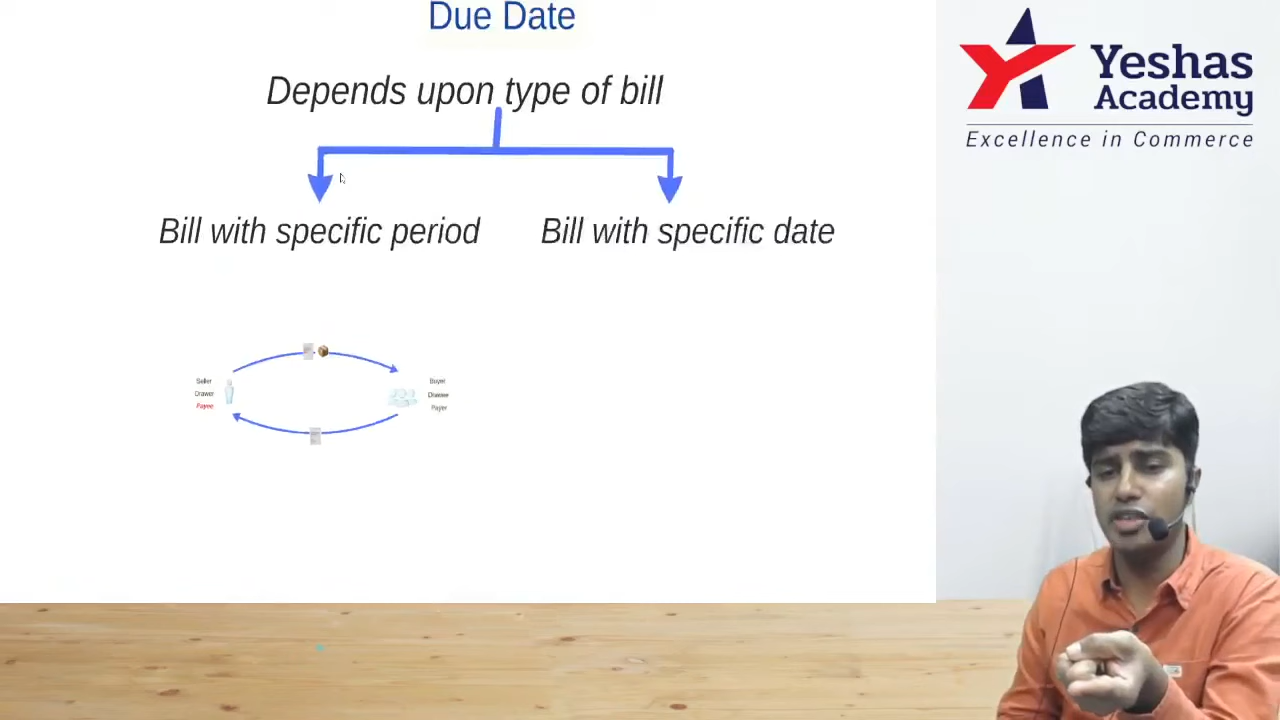 Due Date
Depends upon type of bill
Bill with specific period
Bill with specific date
Seller
Drawer
Payee
Buyer
Drawee
Payer
Yeshas
Academy
Excellence in Commerce